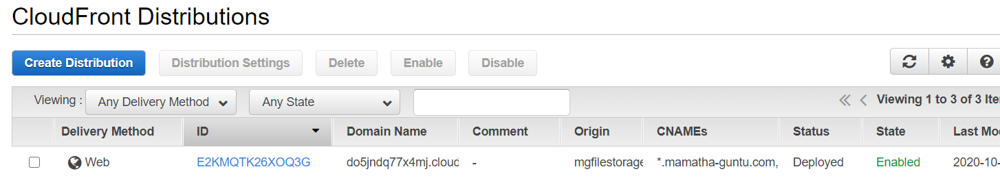 CloudFront Distributions
Create Distribution Distribution Settings Delete Enable Disable
Viewing : Any Delivery Method Any State Viewing 1 to 3 of 3 Ite
Delivery Method ID Domain Name Comment Origin CNAMEs Status State Last Mo
Web E2KMQTK26XOQ3G do5jndq77x4mj.cloud - mgfilestorage *.mamatha-guntu.com, Deployed Enabled 2020-10-